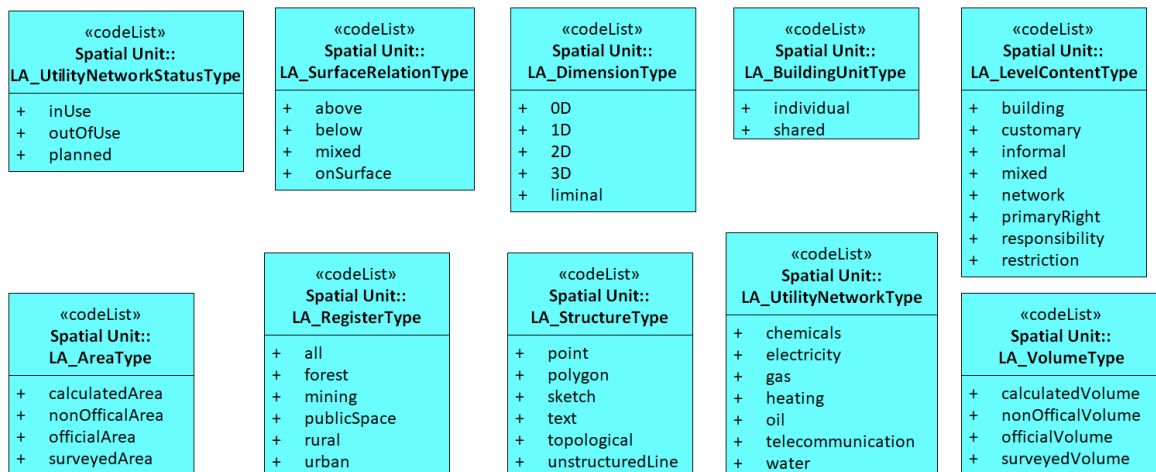 «codeList»
Spatial Unit::
LA_UtilityNetworkStatusType
+ inUse
+ outOfUse
+ planned
«codeList»
Spatial Unit::
LA_SurfaceRelationType
+ above
+ below
+ mixed
+ onSurface
«codeList»
Spatial Unit::
LA_DimensionType
+ 0D
+ 1D
+ 2D
+ 3D
+ liminal
«codeList»
Spatial Unit::
LA_BuildingUnitType
+ individual
+ shared
«codeList»
Spatial Unit::
LA_LevelContentType
+ building
+ customary
+ informal
+ mixed
+ network
+ primaryRight
+ responsibility
+ restriction
«codeList»
Spatial Unit::
LA_AreaType
+ calculatedArea
+ nonOfficalArea
+ officialArea
+ surveyedArea
«codeList»
Spatial Unit::
LA_RegisterType
+ all
+ forest
+ mining
+ publicSpace
+ rural
+ urban
«codeList»
Spatial Unit::
LA_StructureType
+ point
+ polygon
+ sketch
+ text
+ topological
+ unstructuredLine
«codeList»
Spatial Unit::
LA_UtilityNetworkType
+ chemicals
+ electricity
+ gas
+ heating
+ oil
+ telecommunication
+ water
«codeList»
Spatial Unit::
LA_VolumeType
+ calculatedVolume
+ nonOfficalVolume
+ officialVolume
+ surveyedVolume